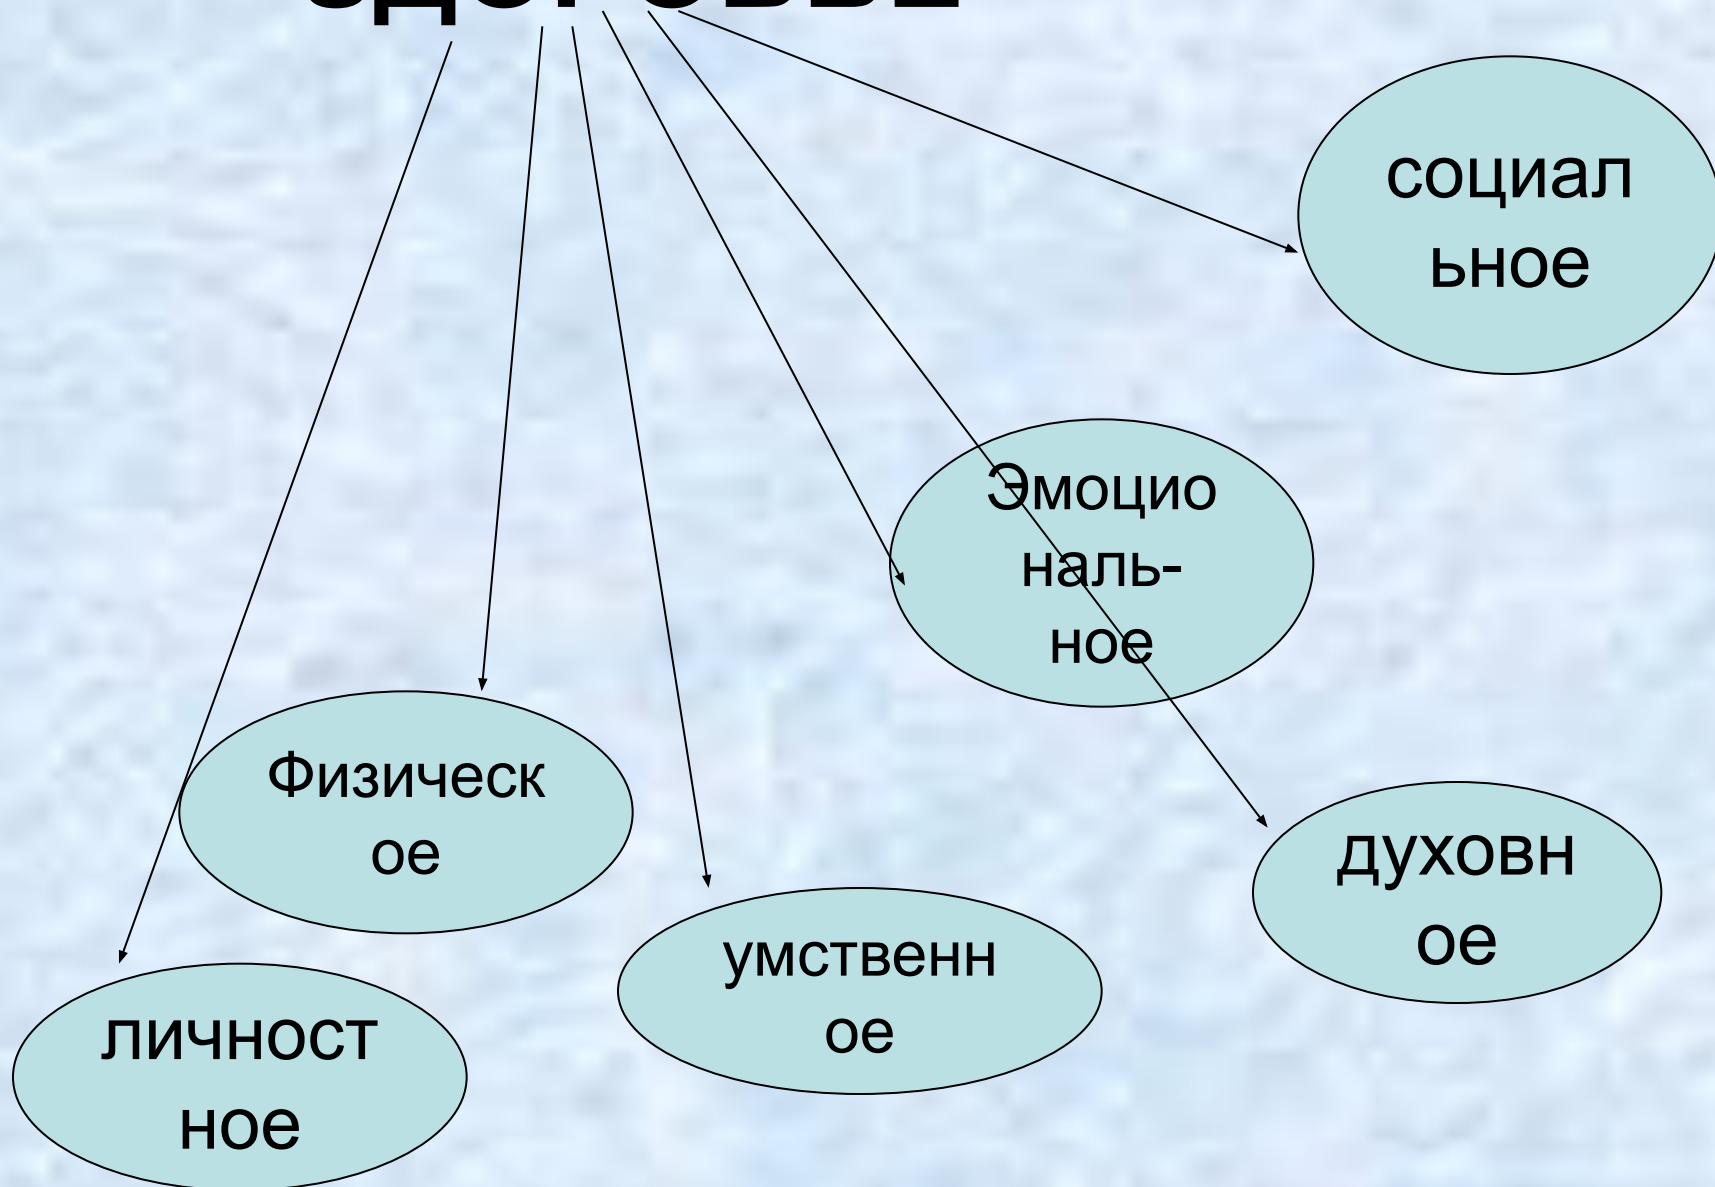 социал
ьное
Эмоцио
наль-
ное
Физическ
ое
духовн
ое
умственн
ое
личност
ное